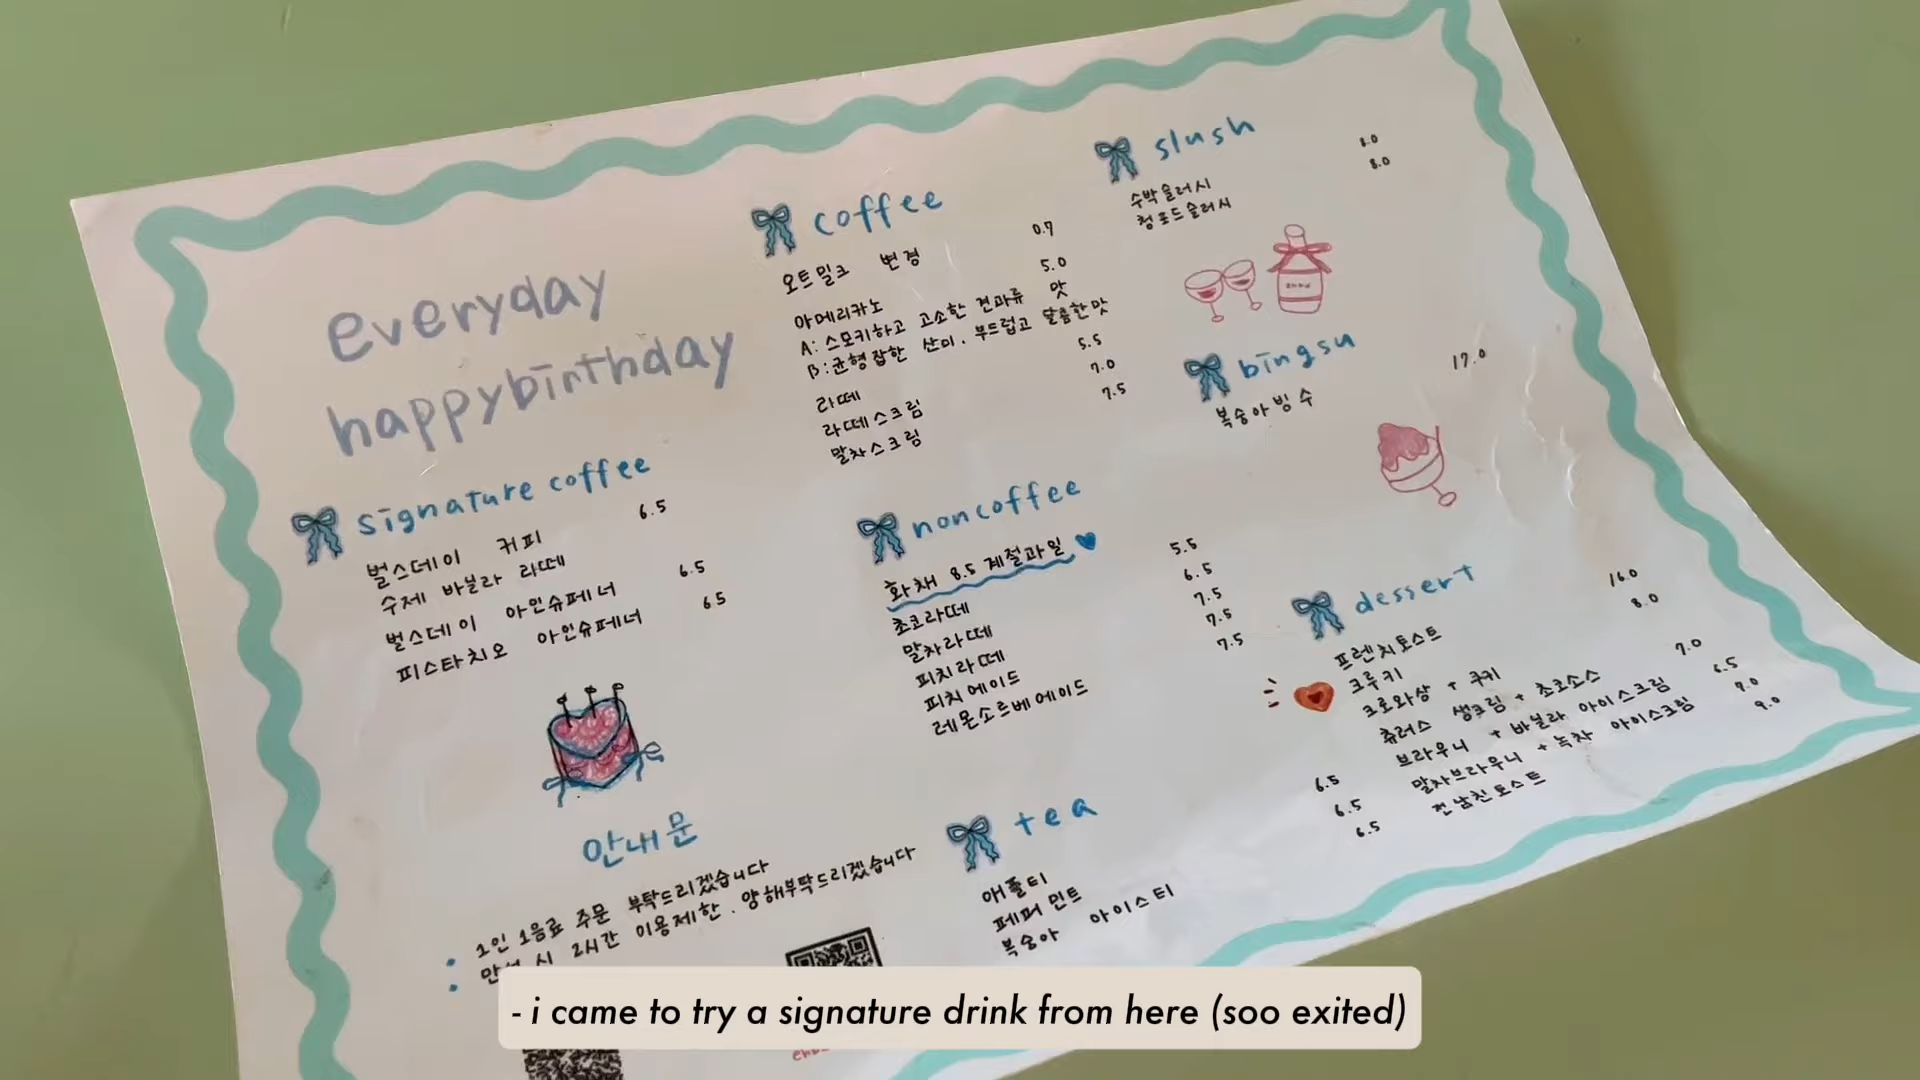 everyday
happybirthday
signature coffee
벌스데이 커피 6.5
수제 바닐라 라떼
벌스데이 아인슈페너 6.5
피스타치오 아인슈페너 6.5
안내문
1인 1음료 주문 부탁드리겠습니다
시 2시간 이용제한. 양해부탁드리겠습니다
coffee
오트밀크 변경 0.7
아메리카노 5.0
A: 스모키하고 고소한 견과류 맛
B: 균형잡힌 산미. 부드럽고 달콤한맛
라떼 5.5
라떼스크림 7.0
말차스크림 7.5
noncoffee
화채 8.5 계절과일
초코라떼 5.5
말차라떼 6.5
피치라떼 7.5
피치에이드 7.5
레몬소르베에이드 7.5
tea
애플티 6.5
페퍼민트 6.5
복숭아 아이스티 6.5
slush
수박슬러시 8.0
청포도슬러시 8.0
bingsu
복숭아빙수 17.0
dessert
프렌치토스트 16.0
크루키 8.0
크로와상 + 쿠키
츄러스 생크림 + 초코소스 7.0
브라우니 + 바닐라 아이스크림 6.5
말차브라우니 + 녹차 아이스크림 7.0
전남친토스트 9.0
- i came to try a signature drink from here (soo exited)